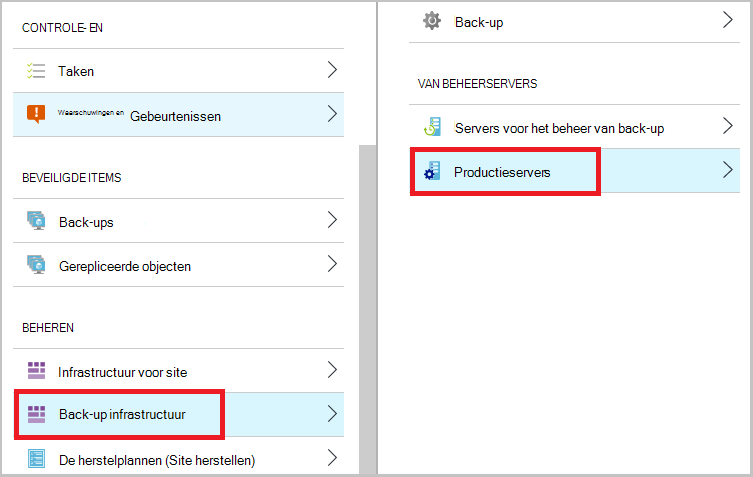 CONTROLE- EN
Taken
Waarschuwingen en Gebeurtenissen
BEVEILIGDE ITEMS
Back-ups
Gerepliceerde objecten
BEHEREN
Infrastructuur voor site
Back-up infrastructuur
De herstelplannen (Site herstellen)
Back-up
VAN BEHEERSERVERS
Servers voor het beheer van back-up
Productieservers